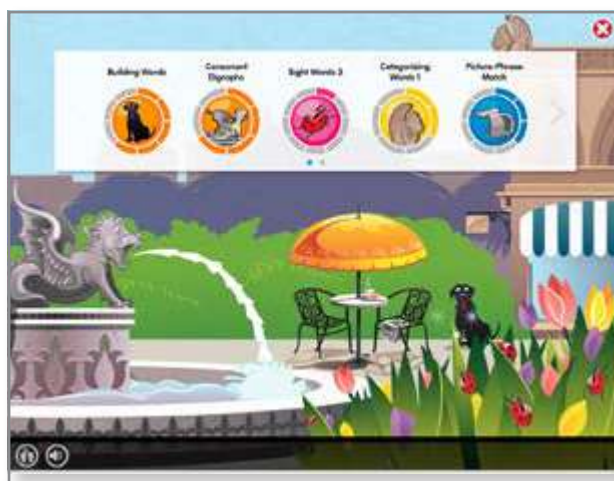 Building Words
Consonant
Digraphs
Sight Words 2
Categorizing
Words 1
Picture-Phrase
Match